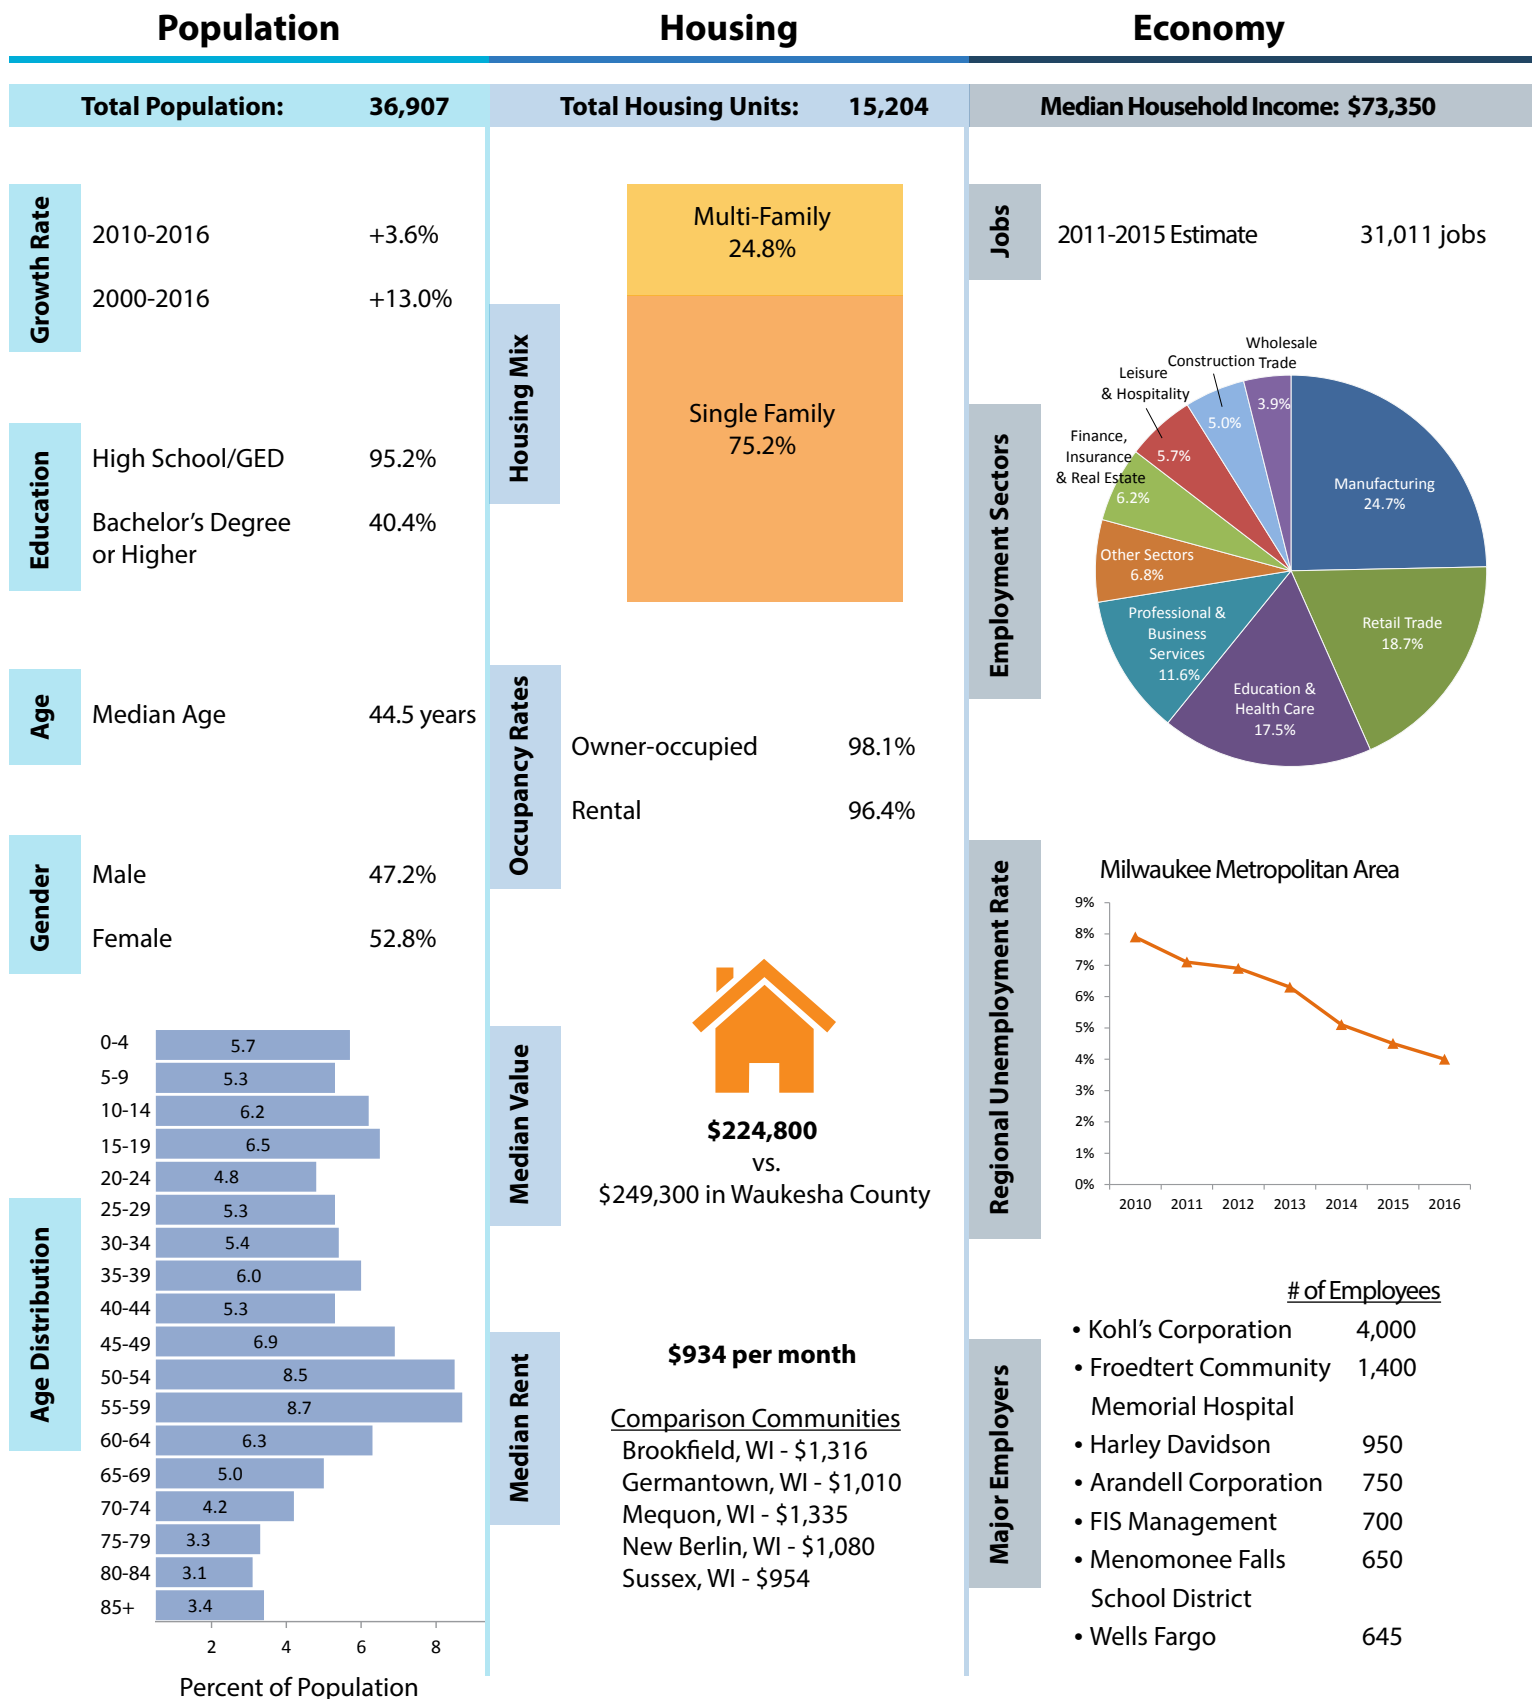 Population
Total Population: 36,907
Growth Rate
2010-2016 +3.6%
2000-2016 +13.0%
Education
High School/GED 95.2%
Bachelor’s Degree 40.4%
or Higher
Age
Median Age 44.5 years
Gender
Male 47.2%
Female 52.8%
Age Distribution
0-4 5.7
5-9 5.3
10-14 6.2
15-19 6.5
20-24 4.8
25-29 5.3
30-34 5.4
35-39 6.0
40-44 5.3
45-49 6.9
50-54 8.5
55-59 8.7
60-64 6.3
65-69 5.0
70-74 4.2
75-79 3.3
80-84 3.1
85+ 3.4
2 4 6 8
Percent of Population
Housing
Total Housing Units: 15,204
Housing Mix
Multi-Family
24.8%
Single Family
75.2%
Occupancy Rates
Owner-occupied 98.1%
Rental 96.4%
Median Value
$224,800
vs.
$249,300 in Waukesha County
Median Rent
$934 per month
Comparison Communities
Brookfield, WI - $1,316
Germantown, WI - $1,010
Mequon, WI - $1,335
New Berlin, WI - $1,080
Sussex, WI - $954
Economy
Median Household Income: $73,350
Jobs
2011-2015 Estimate 31,011 jobs
Employment Sectors
Wholesale
Trade
3.9%
Construction
5.0%
Leisure
& Hospitality
5.7%
Finance,
Insurance
& Real Estate
6.2%
Other Sectors
6.8%
Professional &
Business
Services
11.6%
Education &
Health Care
17.5%
Retail Trade
18.7%
Manufacturing
24.7%
Regional Unemployment Rate
Milwaukee Metropolitan Area
9%
8%
7%
6%
5%
4%
3%
2%
1%
0%
2010 2011 2012 2013 2014 2015 2016
Major Employers
# of Employees
• Kohl’s Corporation 4,000
• Froedtert Community 1,400
Memorial Hospital
• Harley Davidson 950
• Arandell Corporation 750
• FIS Management 700
• Menomonee Falls 650
School District
• Wells Fargo 645